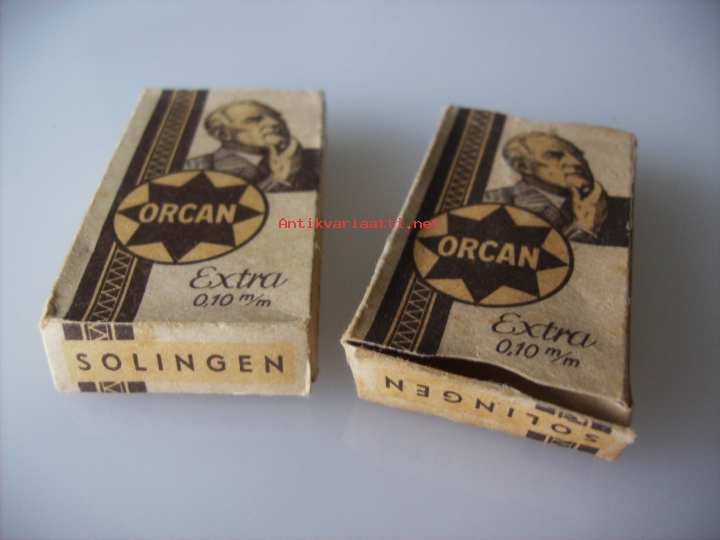 ORCAN
Extra
0,10 m/m
SOLINGEN
ORCAN
Extra
0,10 m/m
SOLINGEN
Antikvariaatti.net